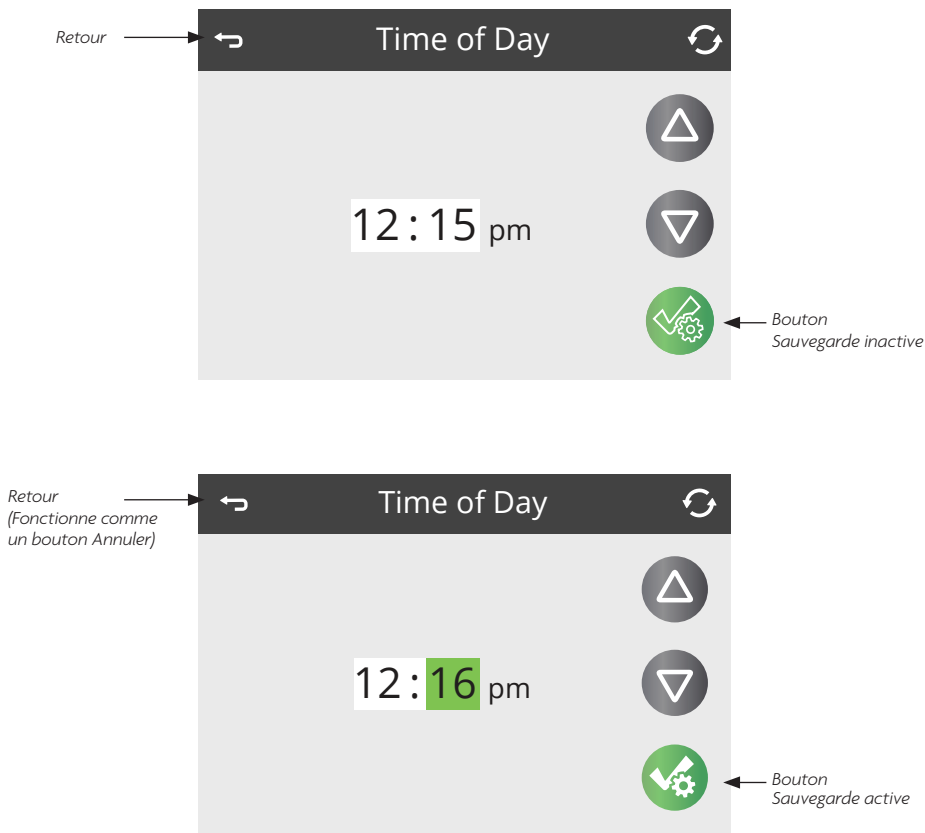 Retour
Time of Day
12 : 15 pm
Bouton
Sauvegarde inactive
Retour
(Fonctionne comme
un bouton Annuler)
Time of Day
12 : 16 pm
Bouton
Sauvegarde active